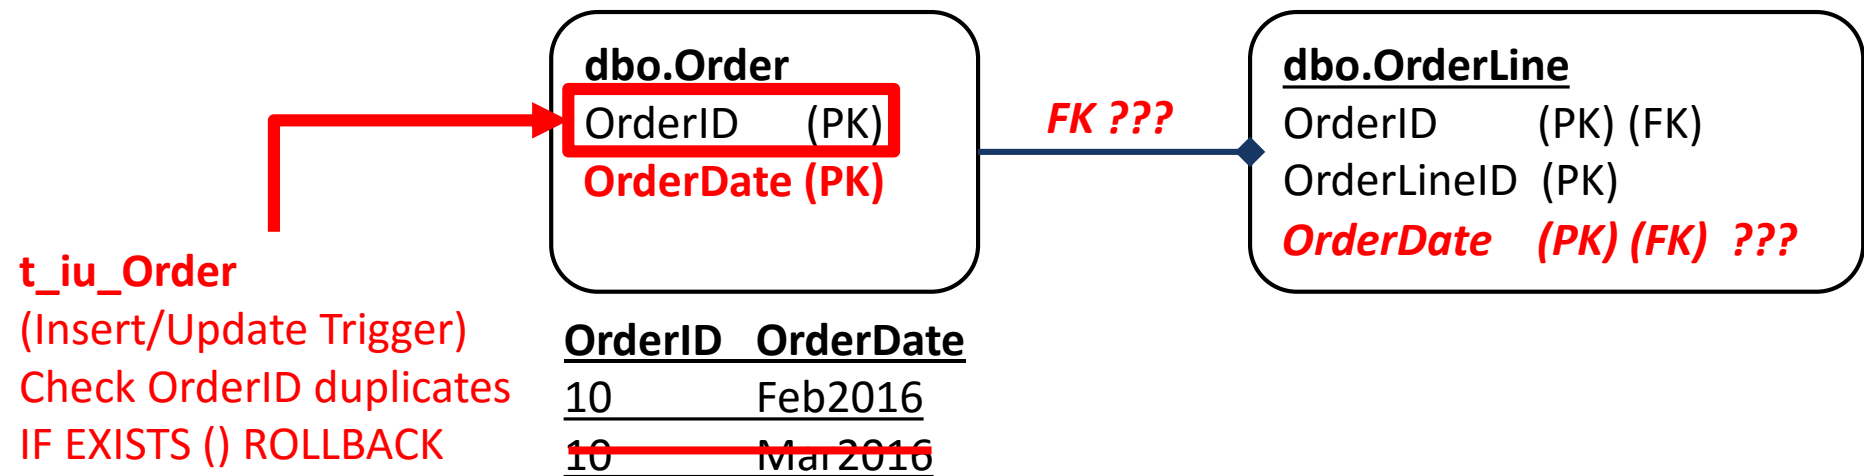 dbo.Order
OrderID (PK)
OrderDate (PK)
FK ???
dbo.OrderLine
OrderID (PK) (FK)
OrderLineID (PK)
OrderDate (PK) (FK) ???
t_iu_Order
(Insert/Update Trigger)
Check OrderID duplicates
IF EXISTS () ROLLBACK
OrderID OrderDate
10 Feb2016
10 Mar2016